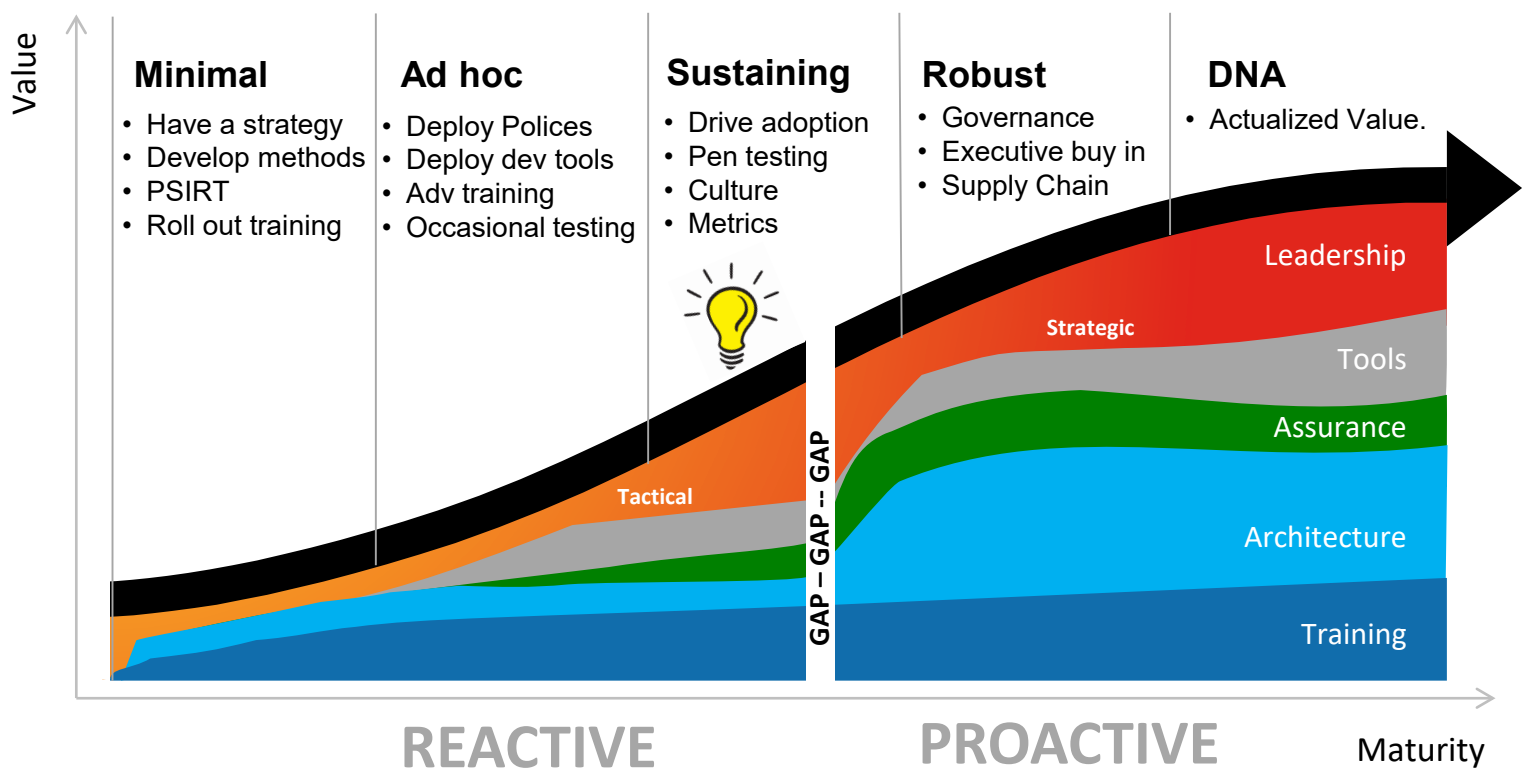 Value
Minimal
• Have a strategy
• Develop methods
• PSIRT
• Roll out training
Ad hoc
• Deploy Polices
• Deploy dev tools
• Adv training
• Occasional testing
Sustaining
• Drive adoption
• Pen testing
• Culture
• Metrics
Robust
• Governance
• Executive buy in
• Supply Chain
DNA
• Actualized Value.
Leadership
Strategic
Tools
Assurance
Tactical
GAP – GAP -- GAP
Architecture
Training
REACTIVE
PROACTIVE
Maturity